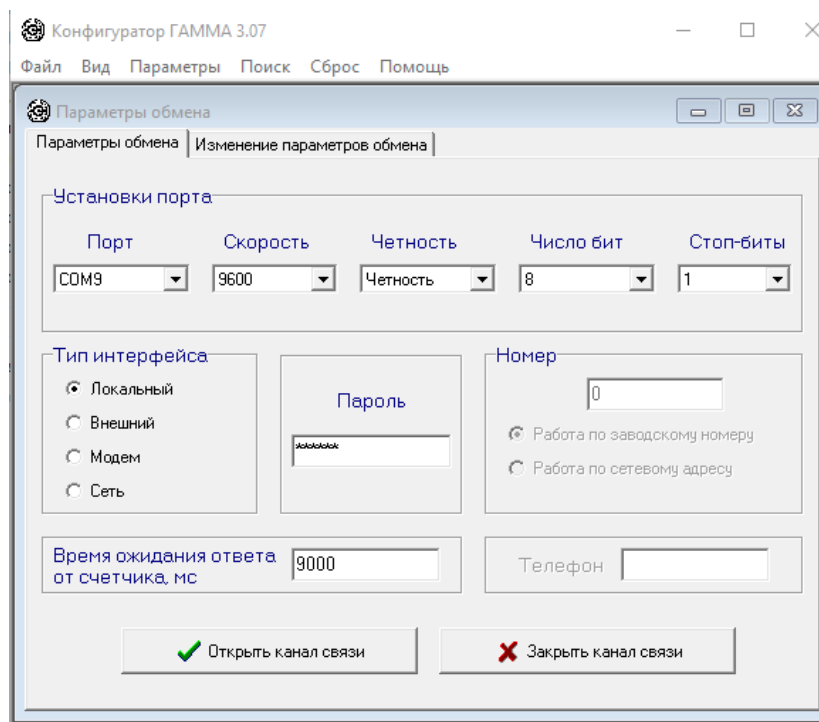 Конфигуратор ГАММА 3.07
Файл Вид Параметры Поиск Сброс Помощь
Параметры обмена
Параметры обмена Изменение параметров обмена
Установки порта
Порт Скорость Четность Число бит Стоп-биты
COM9 9600 Четность 8 1
Тип интерфейса
Локальный
Внешний
Модем
Сеть
Пароль
*******
Номер
0
Работа по заводскому номеру
Работа по сетевому адресу
Время ожидания ответа
от счетчика, мс
9000
Телефон
Открыть канал связи Закрыть канал связи